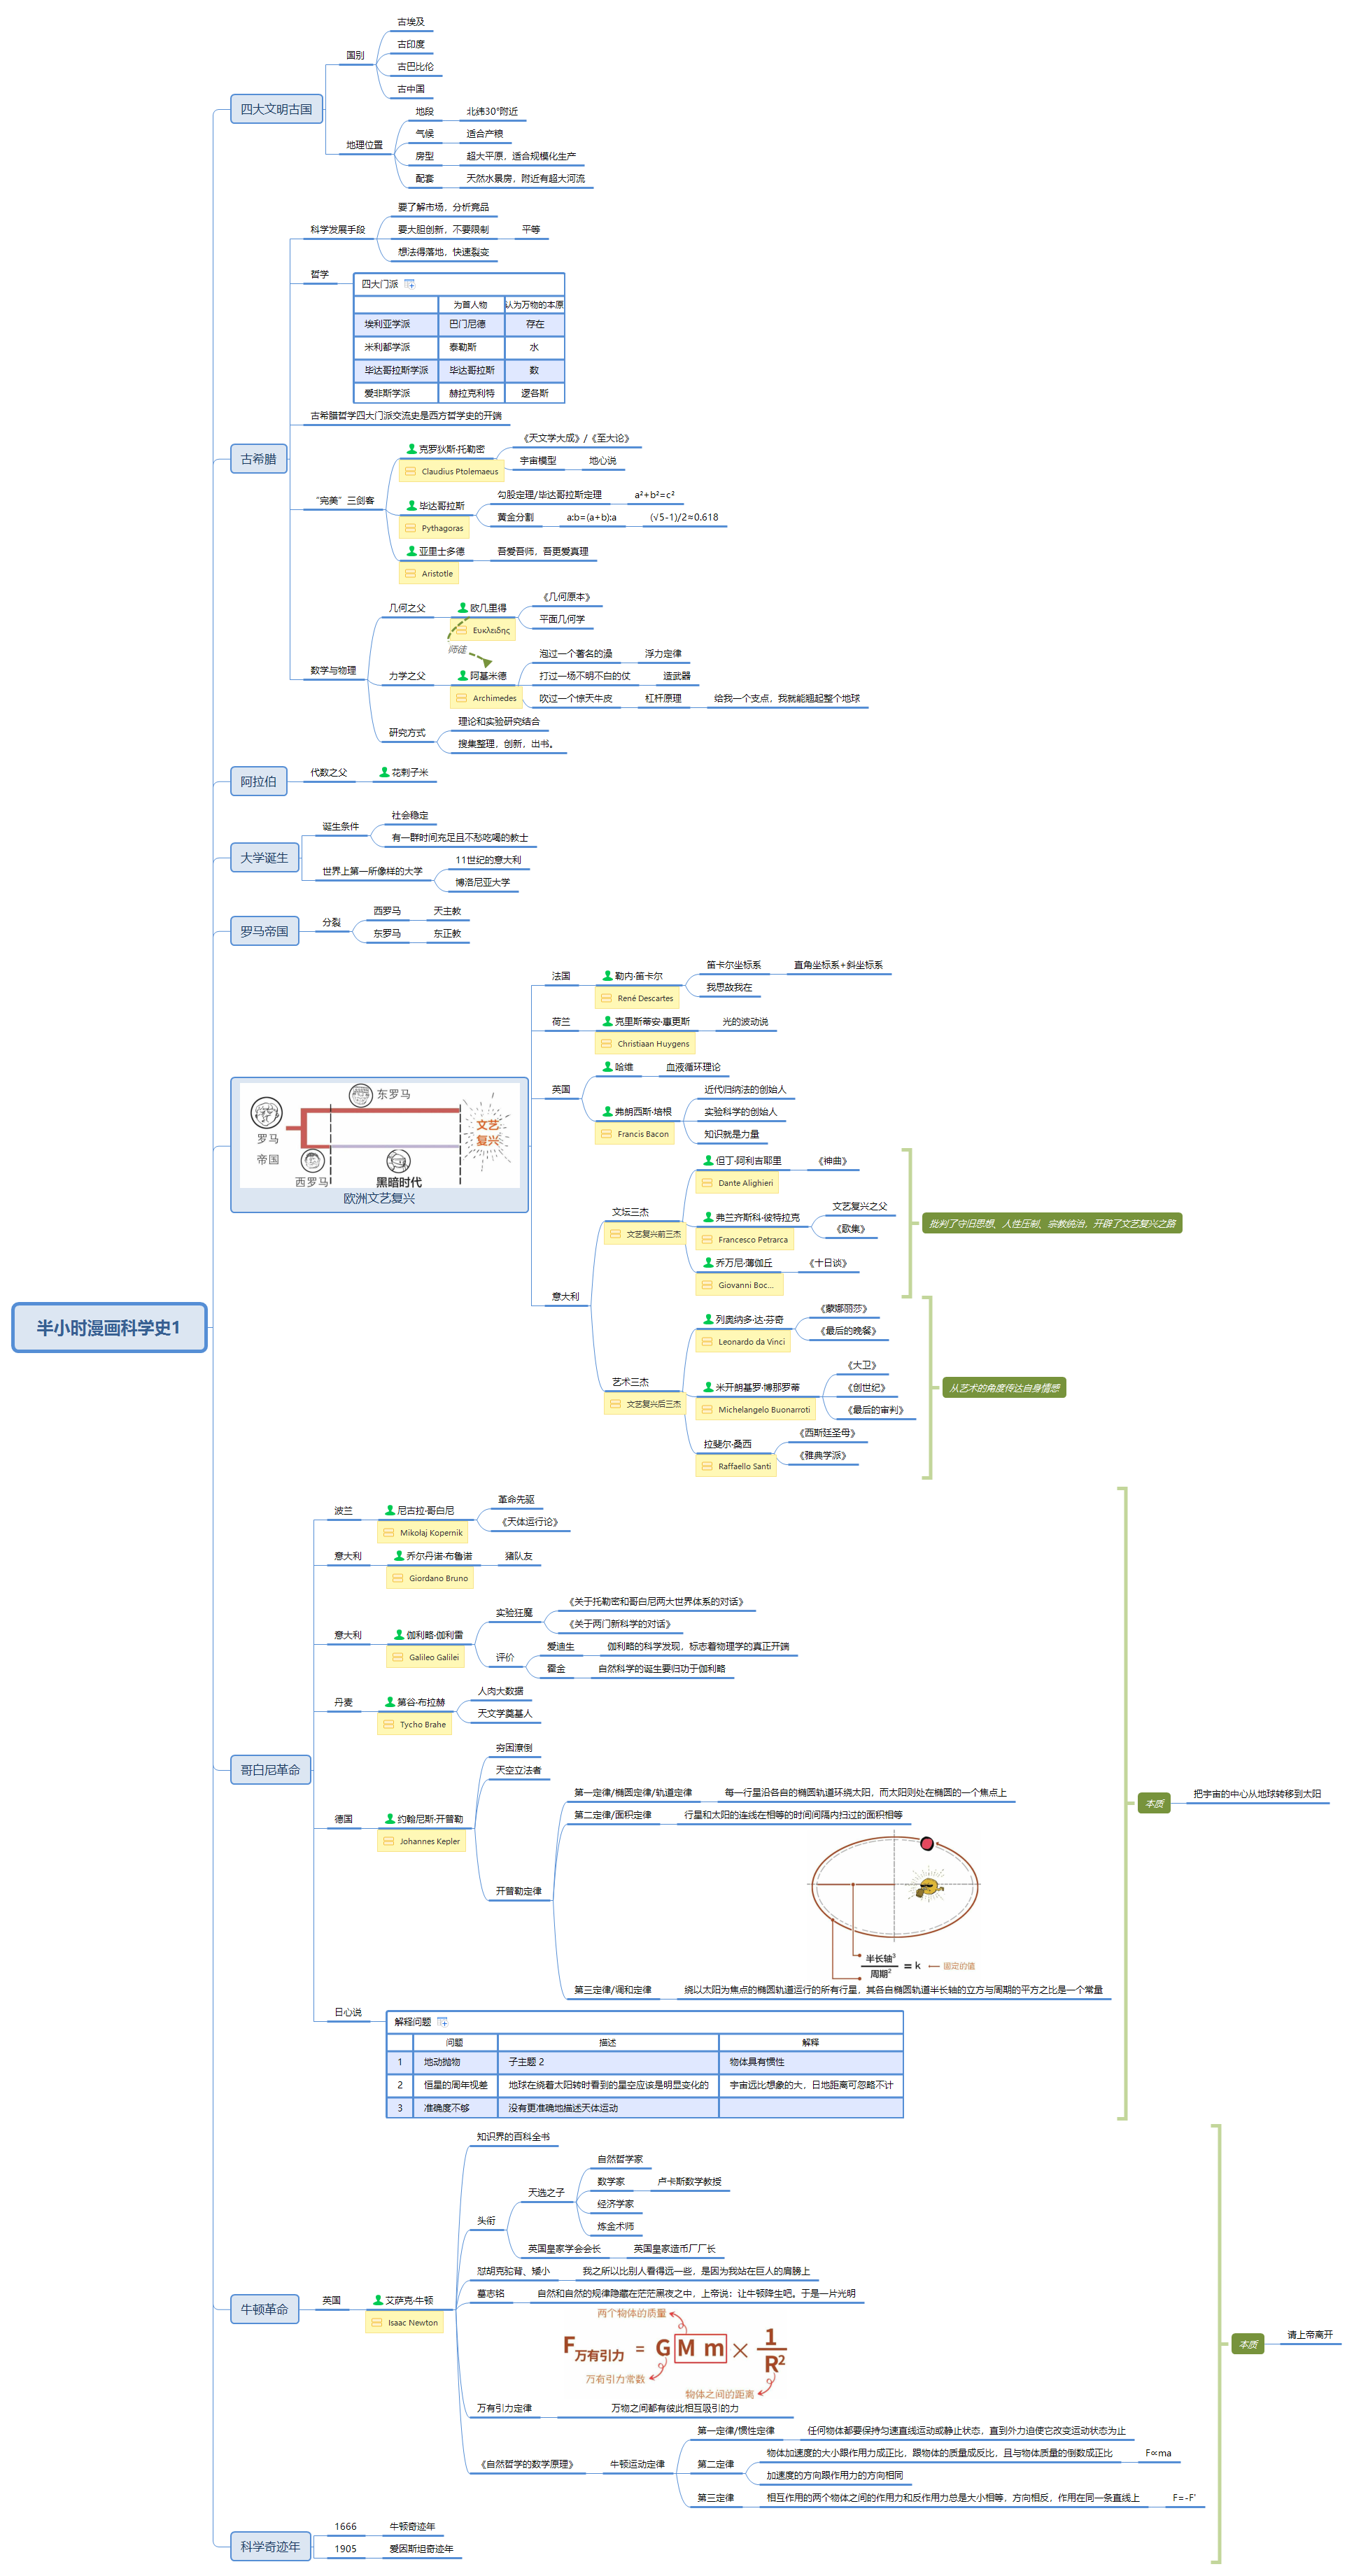 半小时漫画科学史1
四大文明古国
国别
古埃及
古印度
古巴比伦
古中国
地理位置
地段
北纬30°附近
气候
适合产粮
房型
超大平原，适合规模化生产
配套
天然水景房，附近有超大河流
古希腊
科学发展手段
要了解市场，分析竞品
要大胆创新，不要限制
平等
想法得落地，快速裂变
哲学
四大门派
为首人物 认为万物的本原
埃利亚学派 巴门尼德 存在
米利都学派 泰勒斯 水
毕达哥拉斯学派 毕达哥拉斯 数
爱非斯学派 赫拉克利特 逻各斯
古希腊哲学四大门派交流史是西方哲学史的开端
“完美”三剑客
克罗狄斯·托勒密
Claudius Ptolemaeus
《天文学大成》/《至大论》
宇宙模型
地心说
毕达哥拉斯
Pythagoras
勾股定理/毕达哥拉斯定理
a²+b²=c²
黄金分割
a:b=(a+b):a
(√5-1)/2≈0.618
亚里士多德
Aristotle
吾爱吾师，吾更爱真理
数学与物理
几何之父
欧几里得
Ευκλειδης
《几何原本》
平面几何学
师徒
力学之父
阿基米德
Archimedes
泡过一个著名的澡
浮力定律
打过一场不明不白的仗
造武器
吹过一个惊天牛皮
杠杆原理
给我一个支点，我就能翘起整个地球
研究方式
理论和实验研究结合
搜集整理，创新，出书。
阿拉伯
代数之父
花剌子米
大学诞生
诞生条件
社会稳定
有一群时间充足且不愁吃喝的教士
世界上第一所像样的大学
11世纪的意大利
博洛尼亚大学
罗马帝国
分裂
西罗马
天主教
东罗马
东正教
东罗马
罗马
帝国
西罗马
黑暗时代
文艺
复兴
欧洲文艺复兴
法国
勒内·笛卡尔
René Descartes
笛卡尔坐标系
直角坐标系+斜坐标系
我思故我在
荷兰
克里斯蒂安·惠更斯
Christiaan Huygens
光的波动说
英国
哈维
血液循环理论
弗朗西斯·培根
Francis Bacon
近代归纳法的创始人
实验科学的创始人
知识就是力量
意大利
文坛三杰
文艺复兴前三杰
但丁·阿利吉耶里
Dante Alighieri
《神曲》
弗兰齐斯科·彼特拉克
Francesco Petrarca
文艺复兴之父
《歌集》
乔万尼·薄伽丘
Giovanni Boc...
《十日谈》
批判了守旧思想、人性压制、宗教统治，开辟了文艺复兴之路
艺术三杰
文艺复兴后三杰
列奥纳多·达·芬奇
Leonardo da Vinci
《蒙娜丽莎》
《最后的晚餐》
米开朗基罗·博那罗蒂
Michelangelo Buonarroti
《大卫》
《创世纪》
《最后的审判》
拉斐尔·桑西
Raffaello Santi
《西斯廷圣母》
《雅典学派》
从艺术的角度传达自身情感
哥白尼革命
波兰
尼古拉·哥白尼
Mikołaj Kopernik
革命先驱
《天体运行论》
意大利
乔尔丹诺·布鲁诺
Giordano Bruno
猪队友
意大利
伽利略·伽利雷
Galileo Galilei
实验狂魔
《关于托勒密和哥白尼两大世界体系的对话》
《关于两门新科学的对话》
评价
爱迪生
伽利略的科学发现，标志着物理学的真正开端
霍金
自然科学的诞生要归功于伽利略
丹麦
第谷·布拉赫
Tycho Brahe
人肉大数据
天文学奠基人
德国
约翰尼斯·开普勒
Johannes Kepler
穷困潦倒
天空立法者
开普勒定律
第一定律/椭圆定律/轨道定律
每一行星沿各自的椭圆轨道环绕太阳，而太阳则处在椭圆的一个焦点上
第二定律/面积定律
行星和太阳的连线在相等的时间间隔内扫过的面积相等
半长轴³
周期²
= k
固定的值
第三定律/调和定律
绕以太阳为焦点的椭圆轨道运行的所有行星，其各自椭圆轨道半长轴的立方与周期的平方之比是一个常量
日心说
解释问题
问题 描述 解释
1 地动抛物 子主题 2 物体具有惯性
2 恒星的周年视差 地球在绕着太阳转时看到的星空应该是明显变化的 宇宙远比想象的大，日地距离可忽略不计
3 准确度不够 没有更准确地描述天体运动
本质
把宇宙的中心从地球转移到太阳
牛顿革命
英国
艾萨克·牛顿
Isaac Newton
知识界的百科全书
头衔
天选之子
自然哲学家
数学家
卢卡斯数学教授
经济学家
炼金术师
英国皇家学会会长
英国皇家造币厂厂长
怼胡克驼背、矮小
我之所以比别人看得远一些，是因为我站在巨人的肩膀上
墓志铭
自然和自然的规律隐藏在茫茫黑夜之中，上帝说：让牛顿降生吧。于是一片光明
两个物体的质量
F万有引力 = G M m × 1
R²
万有引力常数
物体之间的距离
万有引力定律
万物之间都有彼此相互吸引的力
《自然哲学的数学原理》
牛顿运动定律
第一定律/惯性定律
任何物体都要保持匀速直线运动或静止状态，直到外力迫使它改变运动状态为止
第二定律
物体加速度的大小跟作用力成正比，跟物体的质量成反比，且与物体质量的倒数成正比
F∝ma
加速度的方向跟作用力的方向相同
第三定律
相互作用的两个物体之间的作用力和反作用力总是大小相等，方向相反，作用在同一条直线上
F=-F'
本质
请上帝离开
科学奇迹年
1666
牛顿奇迹年
1905
爱因斯坦奇迹年